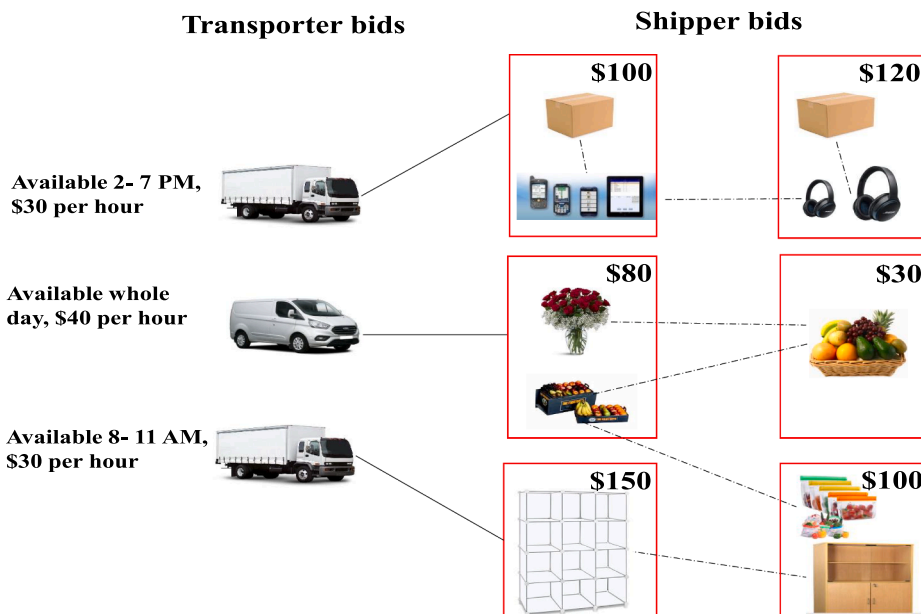 Transporter bids
Shipper bids
$100
$120
Available 2- 7 PM,
$30 per hour
$80
$30
Available whole
day, $40 per hour
Available 8- 11 AM,
$30 per hour
$150
$100